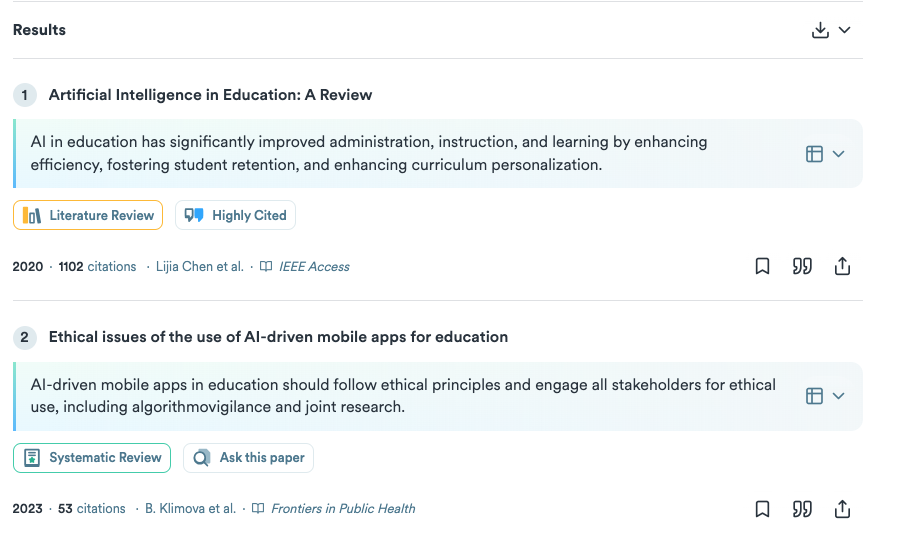 Results
1 Artificial Intelligence in Education: A Review
AI in education has significantly improved administration, instruction, and learning by enhancing
efficiency, fostering student retention, and enhancing curriculum personalization.
Literature Review Highly Cited
2020 · 1102 citations · Lijia Chen et al. · IEEE Access
2 Ethical issues of the use of AI-driven mobile apps for education
AI-driven mobile apps in education should follow ethical principles and engage all stakeholders for ethical
use, including algorithmovigilance and joint research.
Systematic Review Ask this paper
2023 · 53 citations · B. Klimova et al. · Frontiers in Public Health